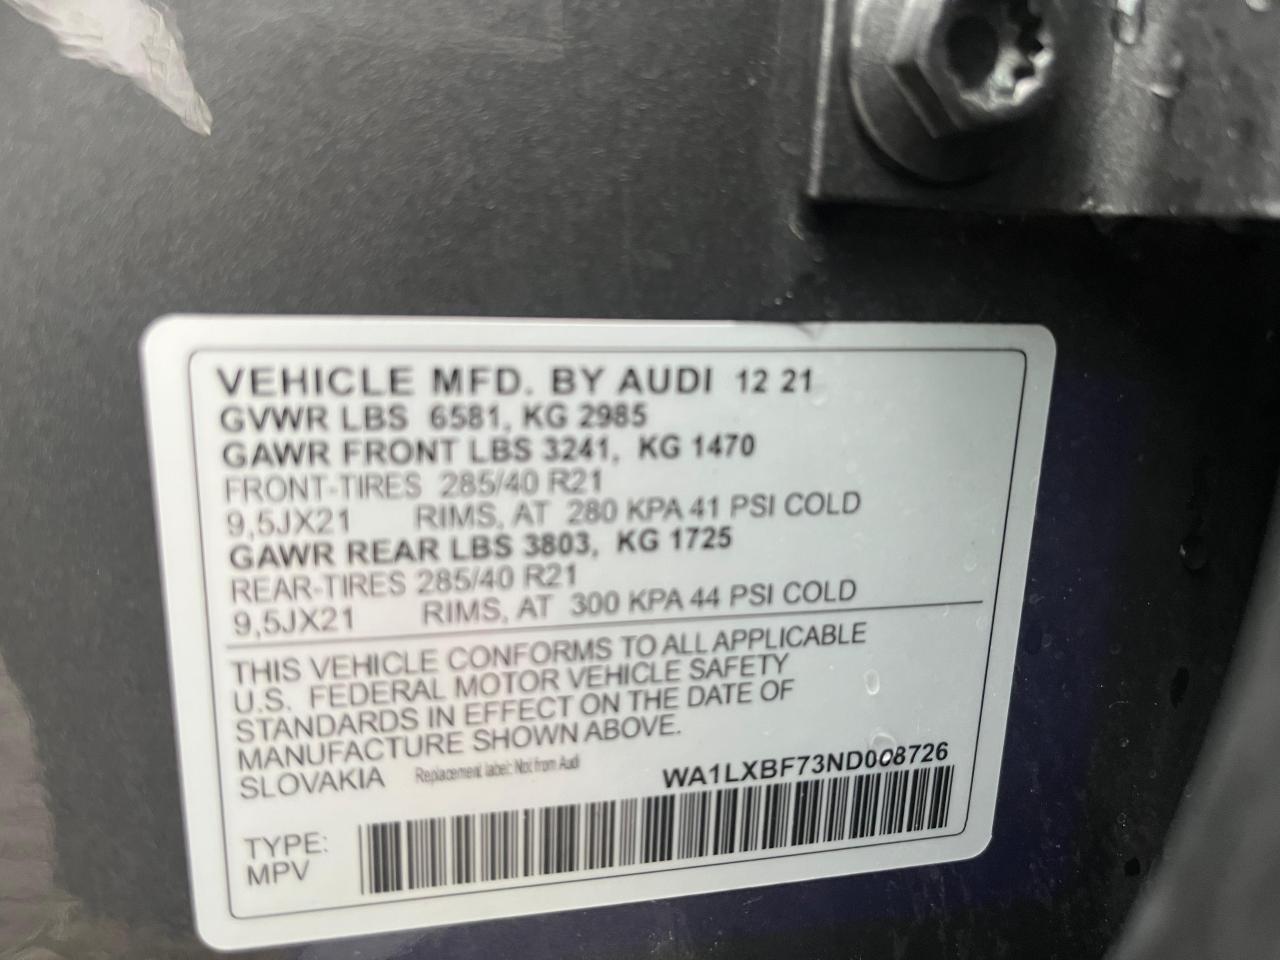 VEHICLE MFD. BY AUDI 12 21
GVWR LBS 6581, KG 2985
GAWR FRONT LBS 3241, KG 1470
FRONT-TIRES 285/40 R21
9,5JX21 RIMS, AT 280 KPA 41 PSI COLD
GAWR REAR LBS 3803, KG 1725
REAR-TIRES 285/40 R21
9,5JX21 RIMS, AT 300 KPA 44 PSI COLD
THIS VEHICLE CONFORMS TO ALL APPLICABLE
U.S. FEDERAL MOTOR VEHICLE SAFETY
STANDARDS IN EFFECT ON THE DATE OF
MANUFACTURE SHOWN ABOVE.
SLOVAKIA Replacement label: Not from Audi
WA1LXBF73ND008726
TYPE:
MPV